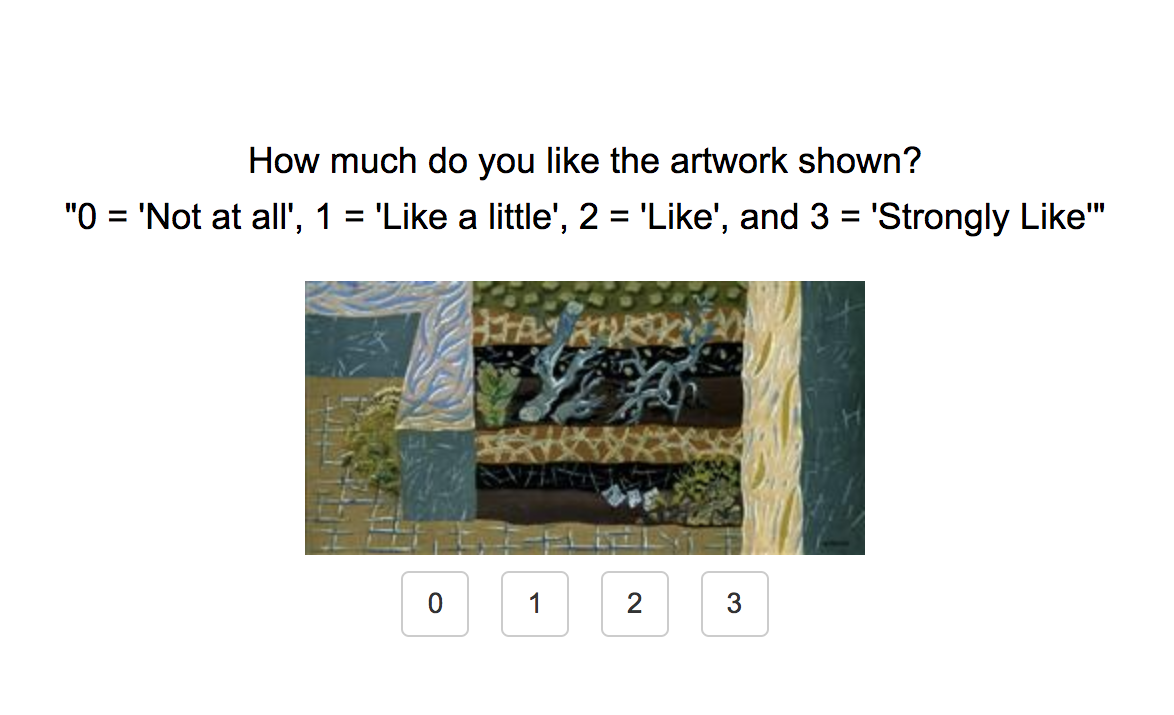 How much do you like the artwork shown?
"0 = 'Not at all', 1 = 'Like a little', 2 = 'Like', and 3 = 'Strongly Like'"
0 1 2 3